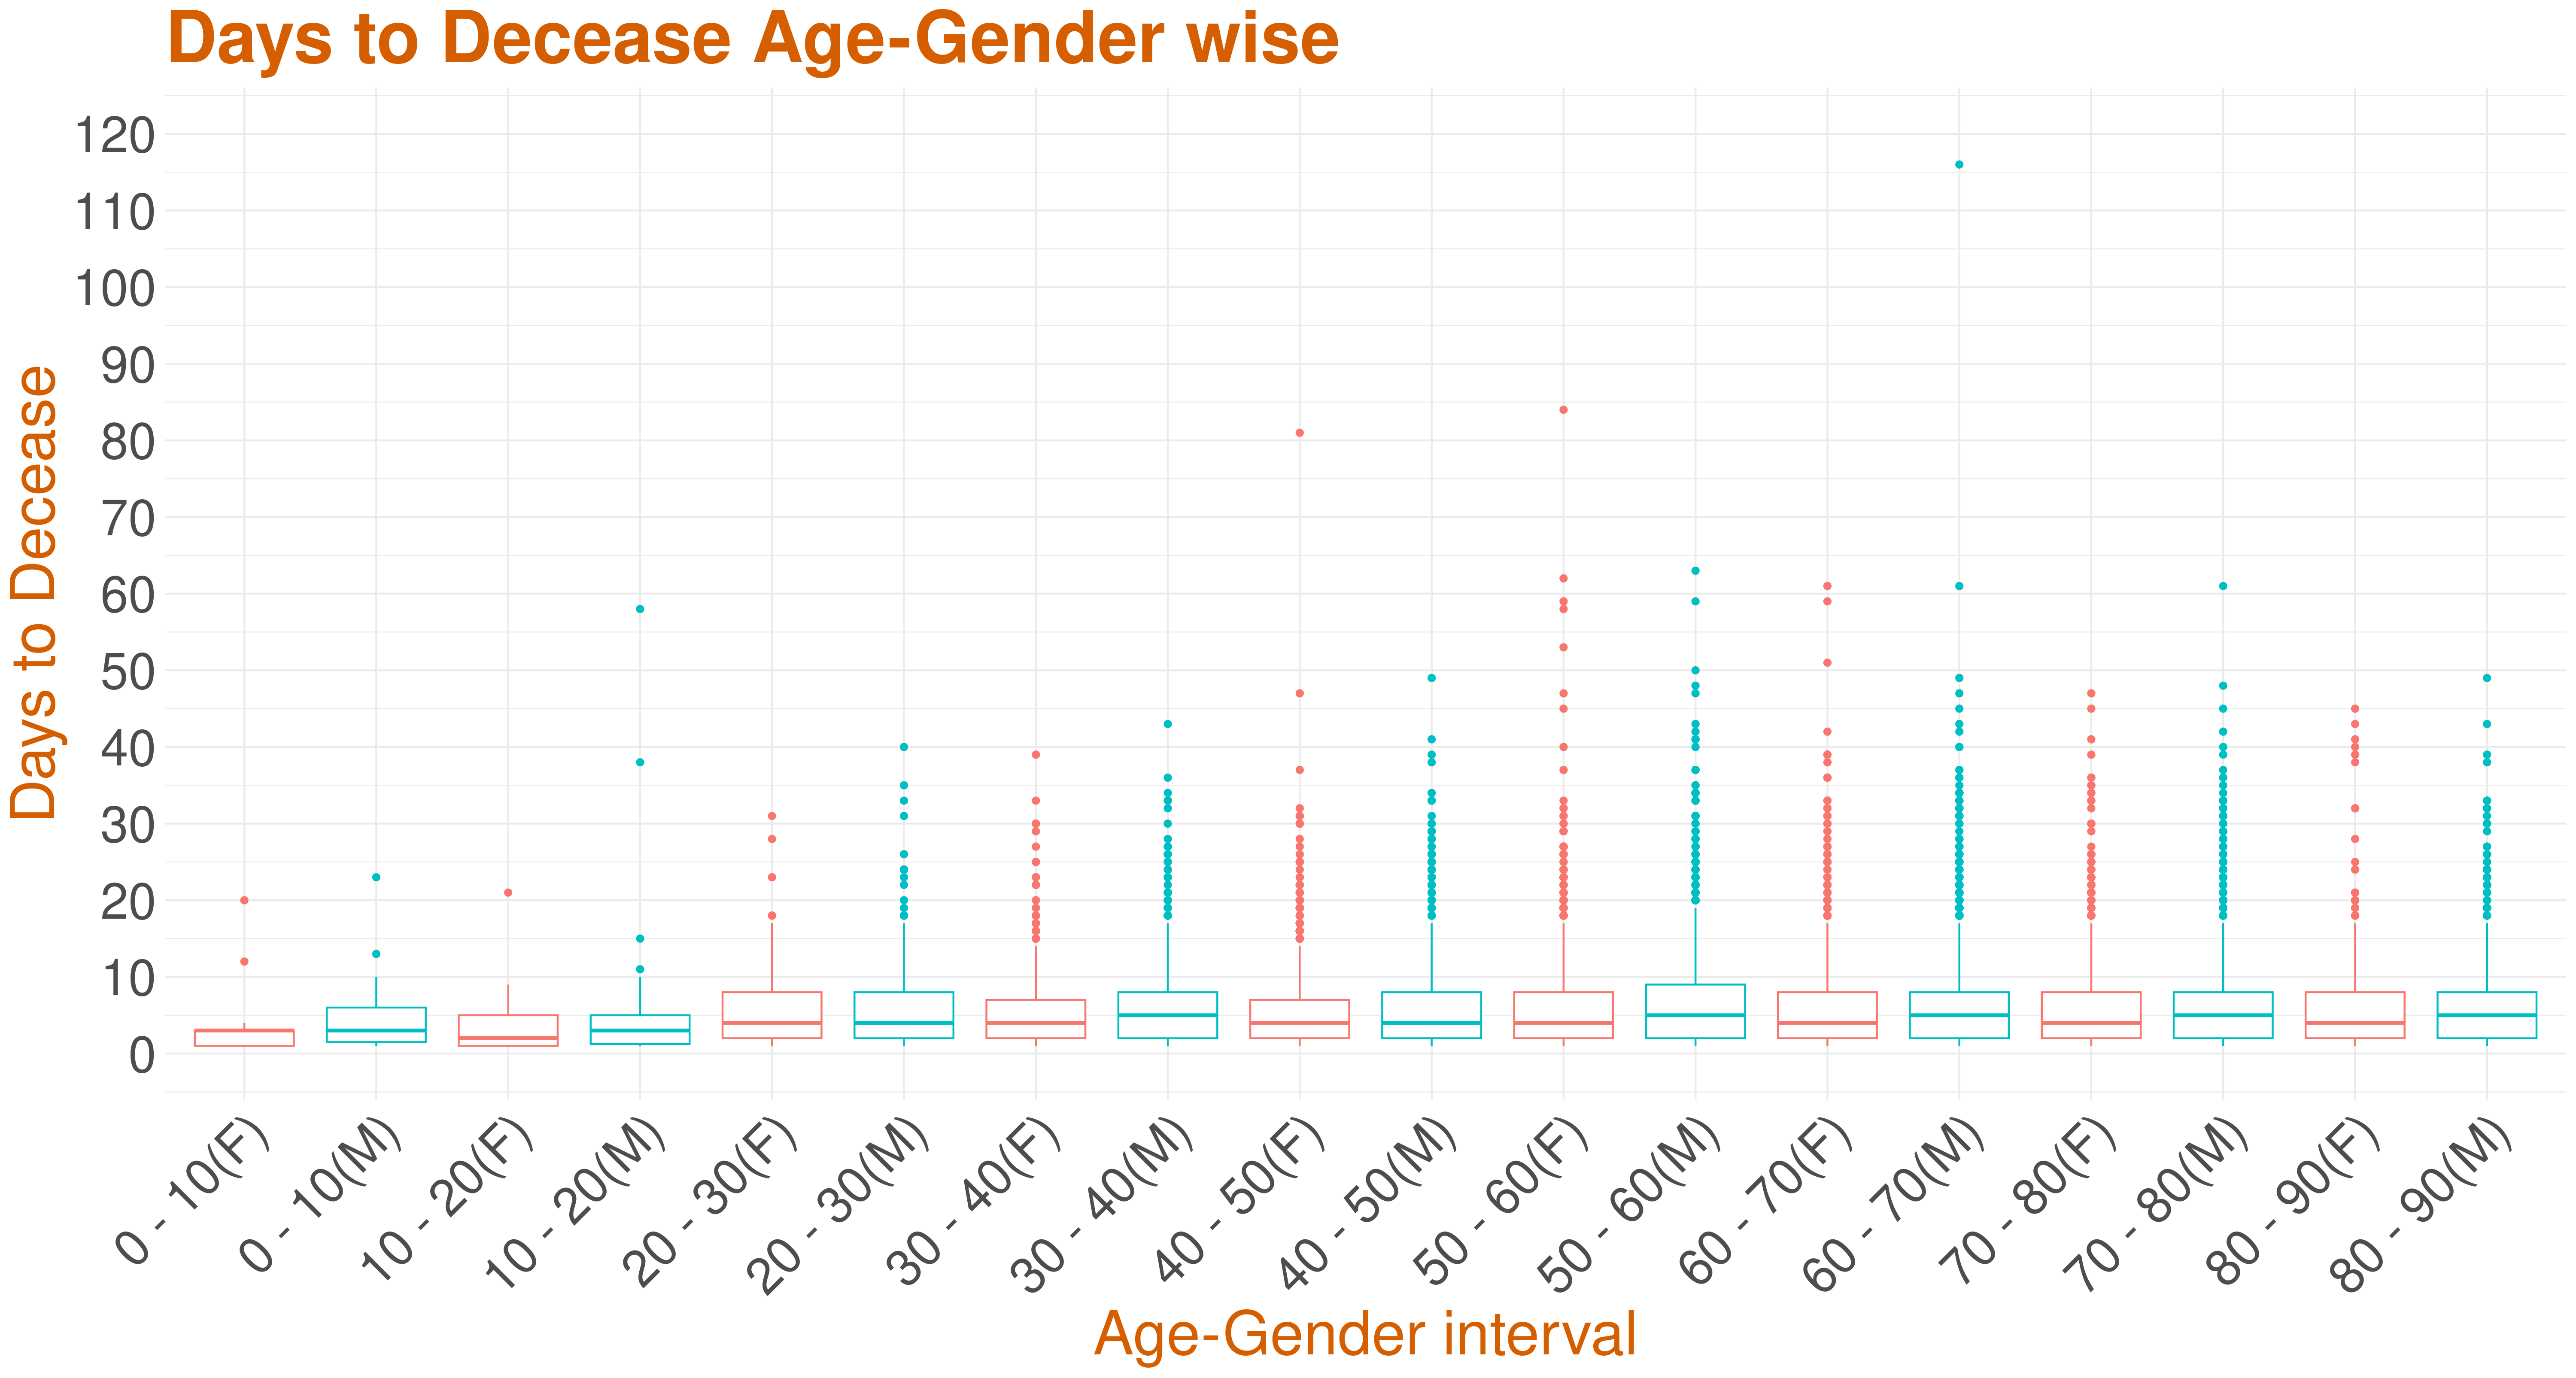 Days to Decease Age-Gender wise
Days to Decease
120
110
100
90
80
70
60
50
40
30
20
10
0
0 - 10(F)
0 - 10(M)
10 - 20(F)
10 - 20(M)
20 - 30(F)
20 - 30(M)
30 - 40(F)
30 - 40(M)
40 - 50(F)
40 - 50(M)
50 - 60(F)
50 - 60(M)
60 - 70(F)
60 - 70(M)
70 - 80(F)
70 - 80(M)
80 - 90(F)
80 - 90(M)
Age-Gender interval